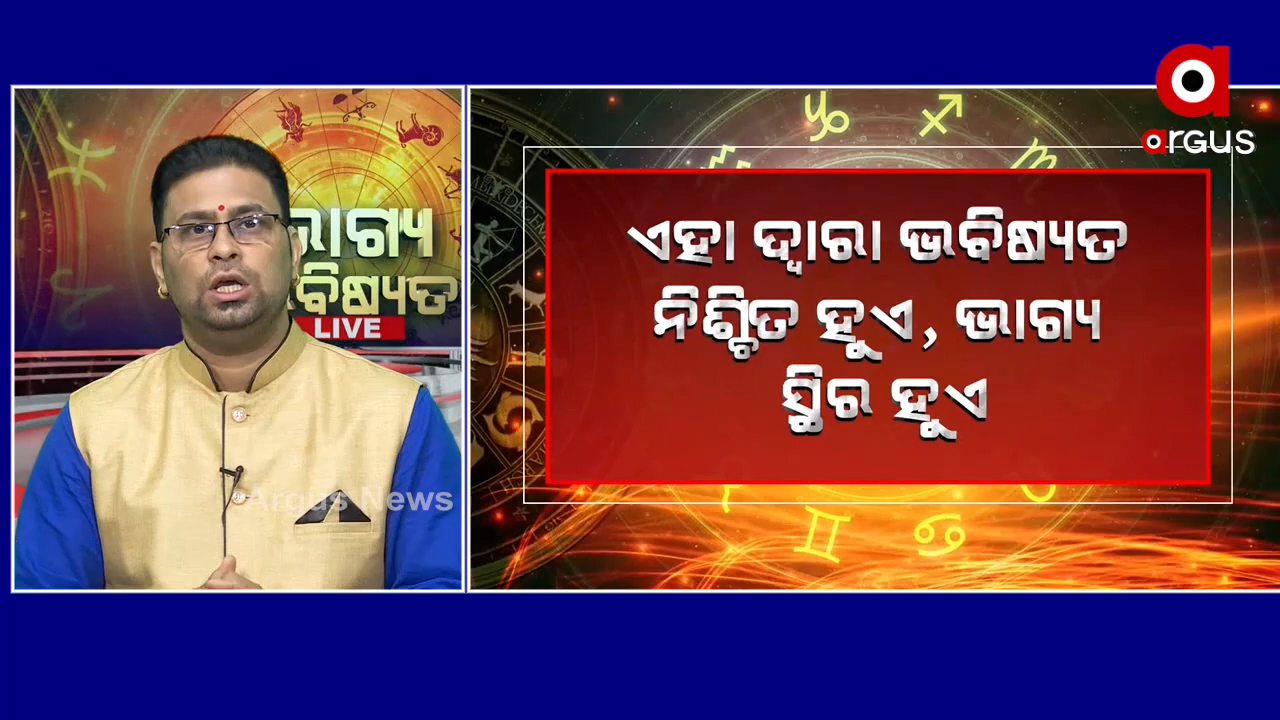 argus
ଭାଗ୍ୟ
ଭବିଷ୍ୟତ
LIVE
Argus News
ଏହା ଦ୍ୱାରା ଭବିଷ୍ୟତ
ନିଶ୍ଚିତ ହୁଏ, ଭାଗ୍ୟ
ସ୍ଥିର ହୁଏ